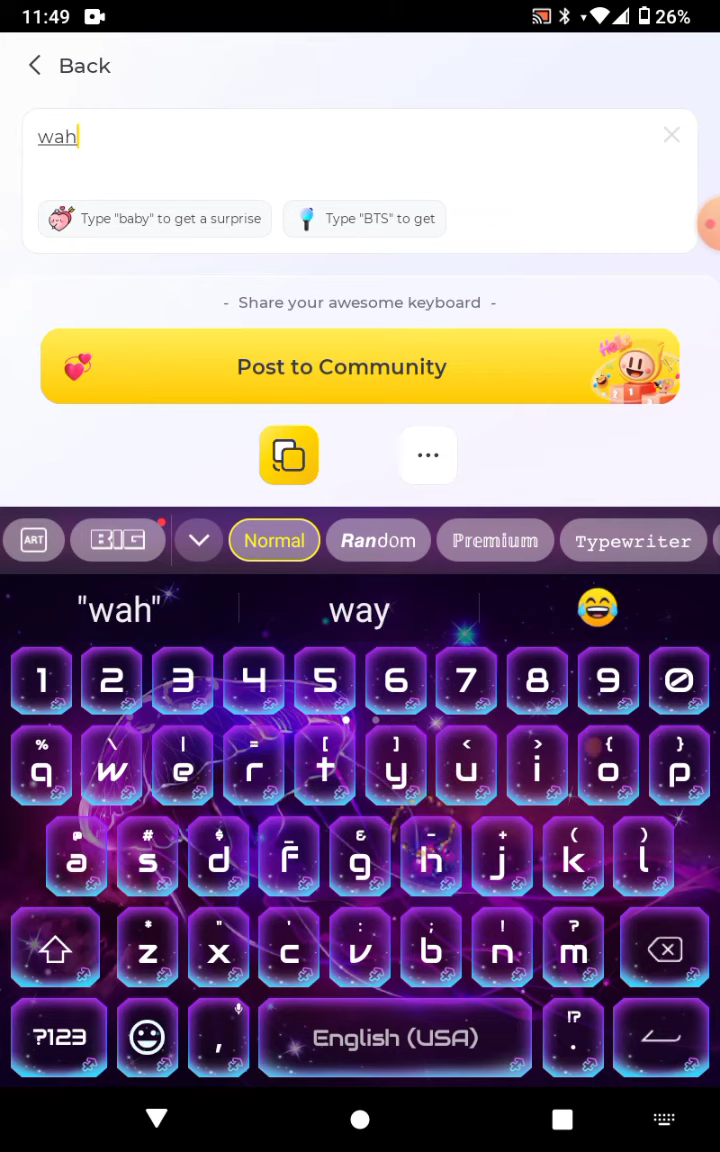 11:49 26%
Back
wah
Type "baby" to get a surprise Type "BTS" to get
- Share your awesome keyboard -
Post to Community
ART BIG Normal Random Premium Typewriter
"wah" way 😂
1 2 3 4 5 6 7 8 9 0
% \ | = [ ] < > { }
q w e r t y u i o p
@ # $ _ & - + ( )
a s d f g h j k l
* " ' : ; ! ?
z x c v b n m
!?
?123 , English (USA) .